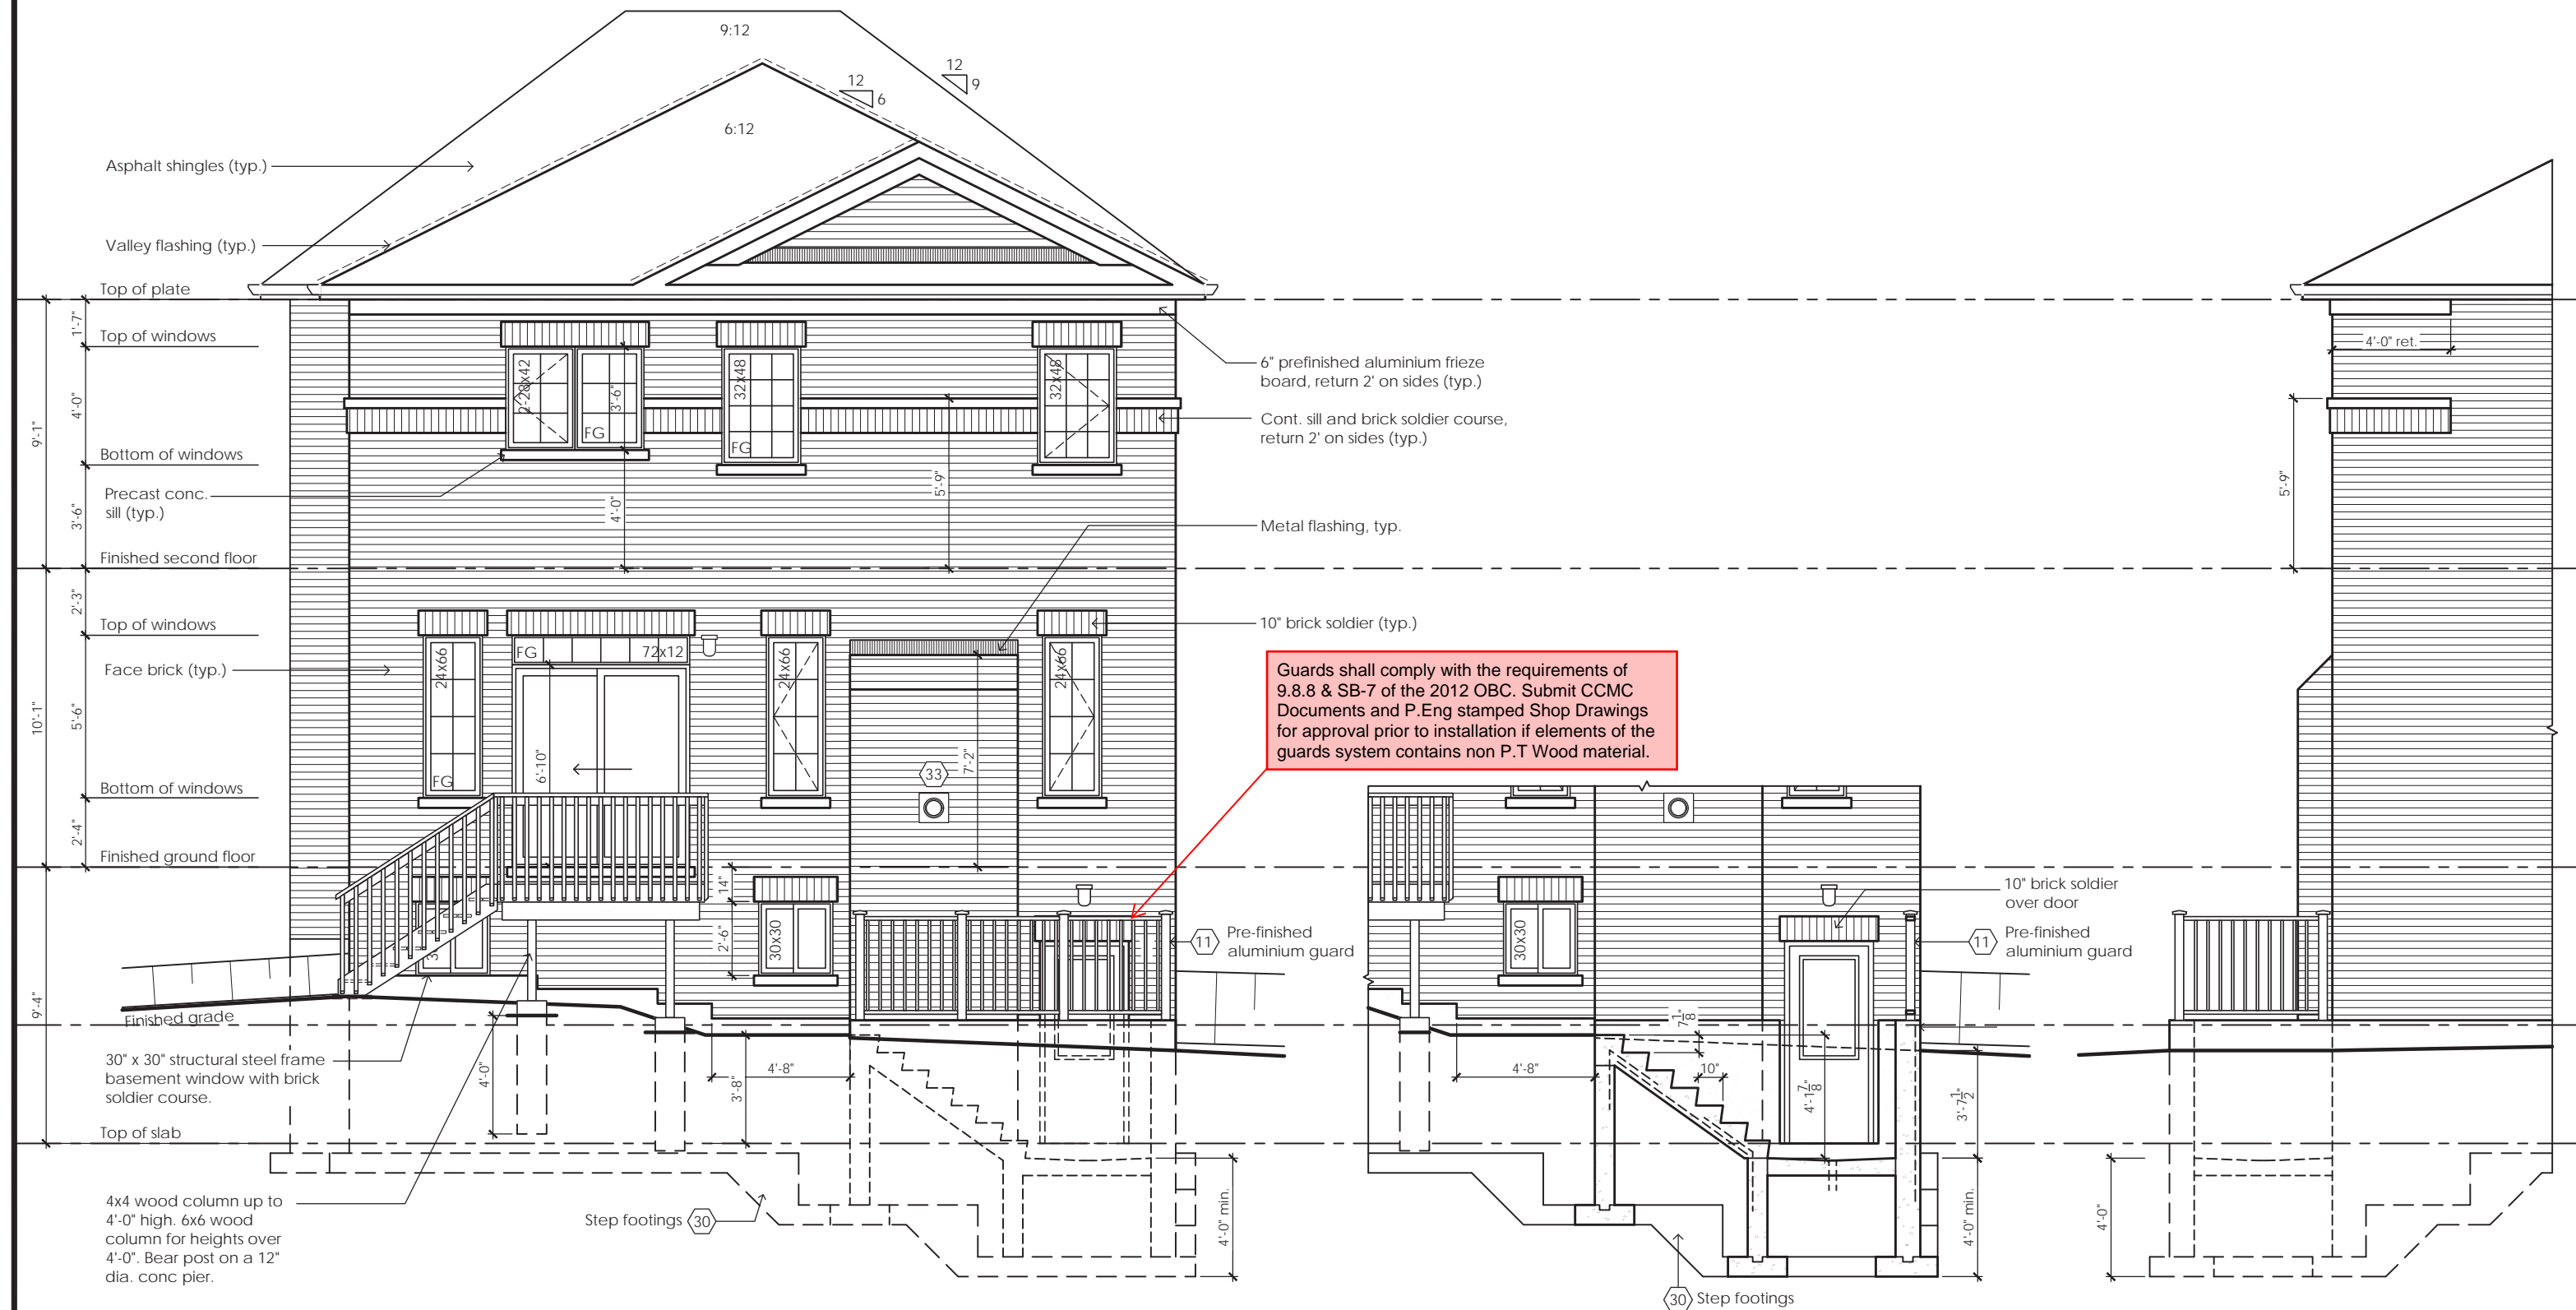 9:12
12
9
12
6
6:12
Asphalt shingles (typ.)
Valley flashing (typ.)
Top of plate
1'-7"
Top of windows
4'-0"
9'-1"
Bottom of windows
Precast conc.
sill (typ.)
3'-6"
Finished second floor
2'-3"
Top of windows
Face brick (typ.)
10'-1"
5'-6"
Bottom of windows
2'-4"
Finished ground floor
9'-4"
Finished grade
30" x 30" structural steel frame
basement window with brick
soldier course.
Top of slab
4x4 wood column up to
4'-0" high. 6x6 wood
column for heights over
4'-0". Bear post on a 12"
dia. conc pier.
2-28x42
3'-6"
FG
32x48
FG
32x48
4'-0"
5'-9"
6" prefinished aluminium frieze
board, return 2' on sides (typ.)
Cont. sill and brick soldier course,
return 2' on sides (typ.)
Metal flashing, typ.
10" brick soldier (typ.)
24x66
FG
FG
72x12
6'-10"
24x66
24x66
33
7'-2"
Guards shall comply with the requirements of
9.8.8 & SB-7 of the 2012 OBC. Submit CCMC
Documents and P.Eng stamped Shop Drawings
for approval prior to installation if elements of the
guards system contains non P.T Wood material.
14"
2'-6"
30x30
11
Pre-finished
aluminium guard
4'-0"
3'-8"
4'-8"
Step footings
30
4'-0" min.
30x30
10" brick soldier
over door
11
Pre-finished
aluminium guard
7 1/8"
4'-8"
10"
4'-1 7/8"
3'-7 1/2"
4'-0" min.
30
Step footings
4'-0" ret.
5'-9"
4'-0"